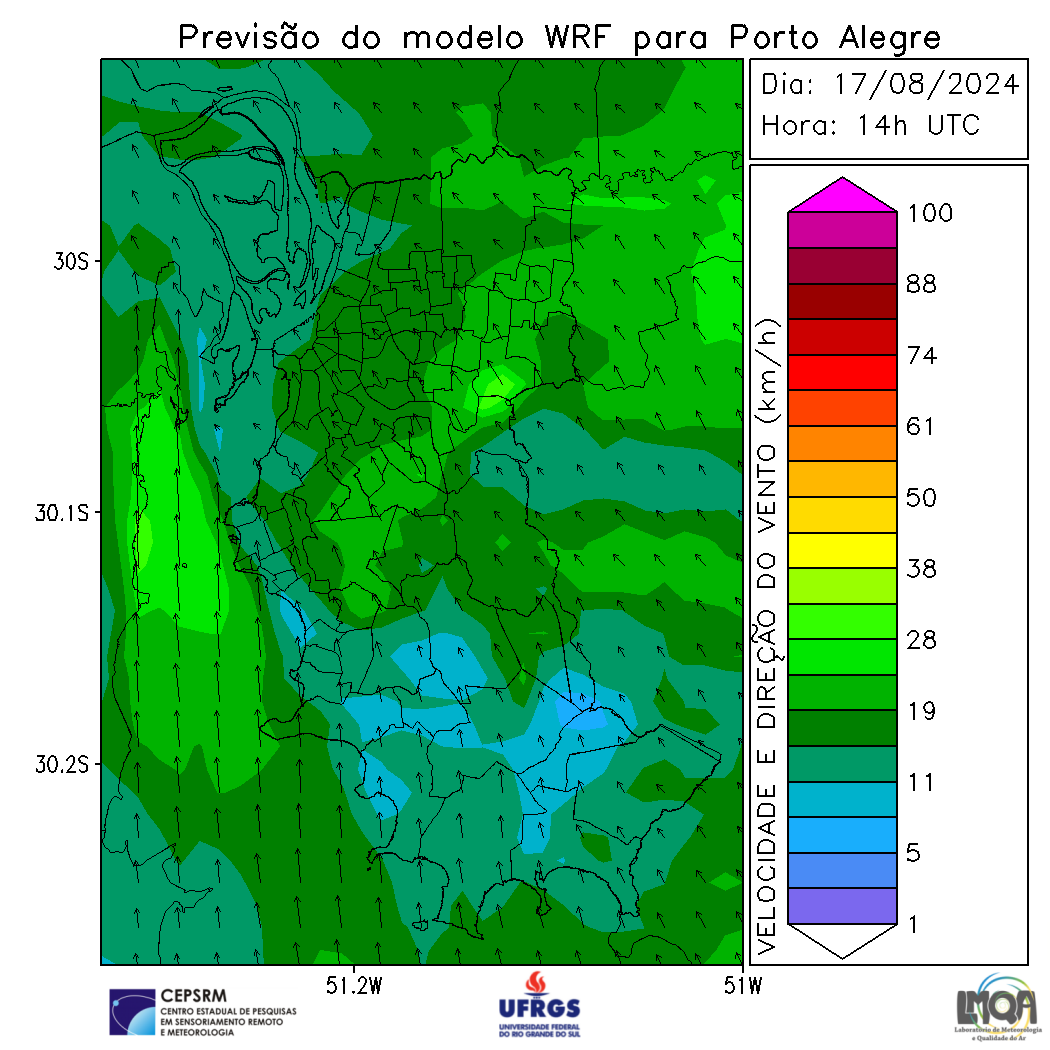 Previsão do modelo WRF para Porto Alegre
Dia: 17/08/2024
Hora: 14h UTC
30S
30.1S
30.2S
51.2W
51W
VELOCIDADE E DIREÇÃO DO VENTO (km/h)
100
88
74
61
50
38
28
19
11
5
1
CEPSRM
CENTRO ESTADUAL DE PESQUISAS
EM SENSORIAMENTO REMOTO
E METEOROLOGIA
UFRGS
UNIVERSIDADE FEDERAL
DO RIO GRANDE DO SUL
LMQA
Laboratório de Meteorologia
e Qualidade do Ar